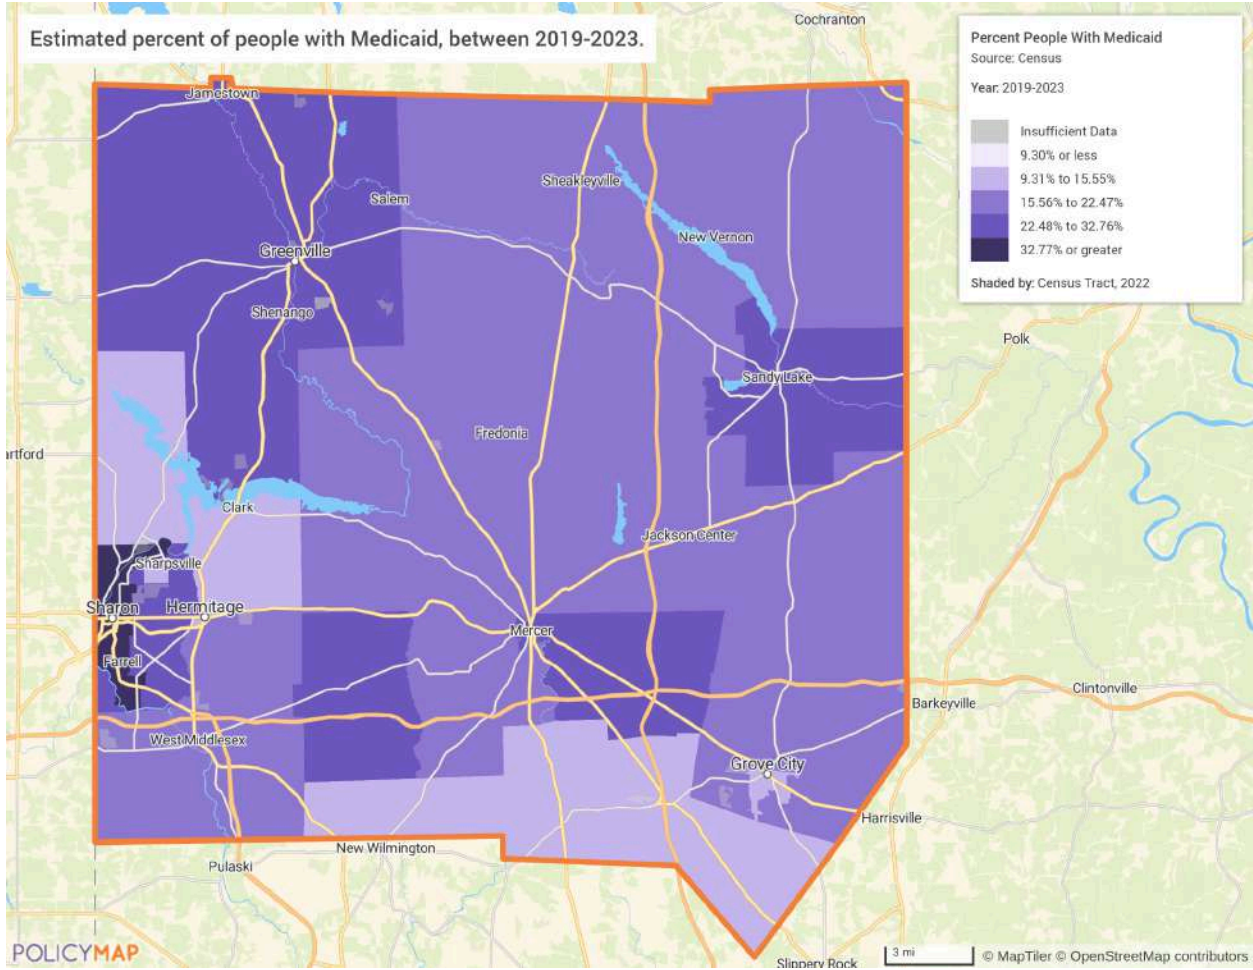 Estimated percent of people with Medicaid, between 2019-2023.
Cochranton
Percent People With Medicaid
Source: Census
Year: 2019-2023
Insufficient Data
9.30% or less
9.31% to 15.55%
15.56% to 22.47%
22.48% to 32.76%
32.77% or greater
Shaded by: Census Tract, 2022
Jamestown
Sheakleyville
Salem
New Vernon
Greenville
Shenango
Polk
Sandy Lake
Fredonia
artford
Clark
Jackson Center
Sharpsville
Sharon
Hermitage
Mercer
Farrell
Clintonville
Barkeyville
West Middlesex
Grove City
Harrisville
New Wilmington
Pulaski
POLICYMAP
Slippery Rock
3 mi
© MapTiler © OpenStreetMap contributors